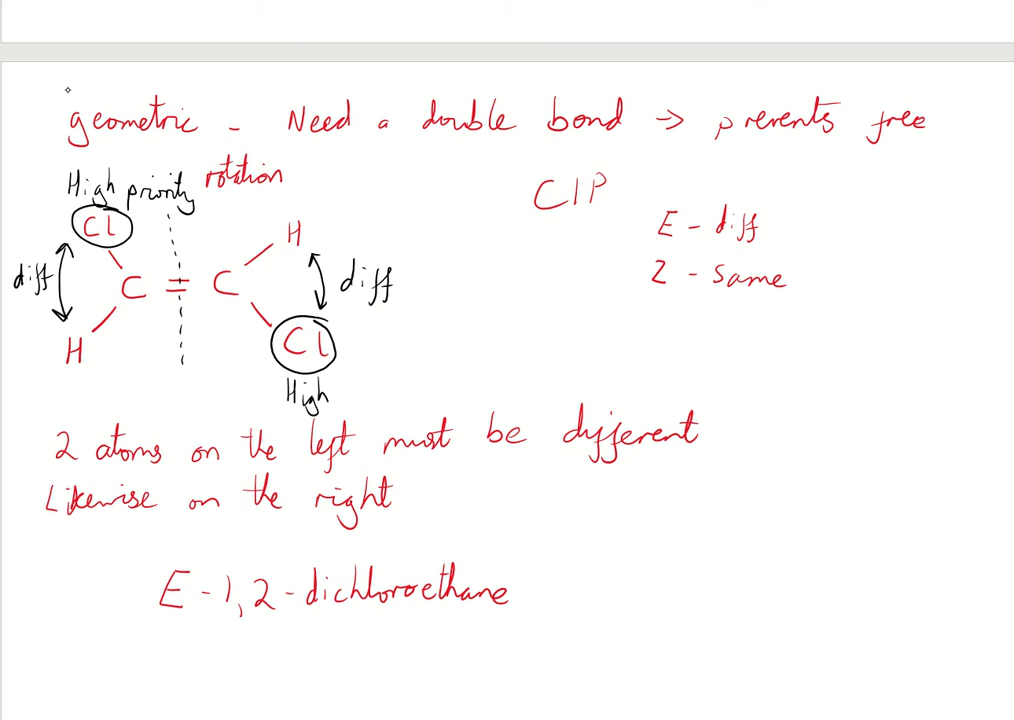 geometric - Need a double bond → prevents free
rotation
High priority
CIP
E - diff
Z - same
Cl
H
diff
C = C
diff
H
Cl
High
2 atoms on the left must be different
Likewise on the right
E-1,2-dichloroethane